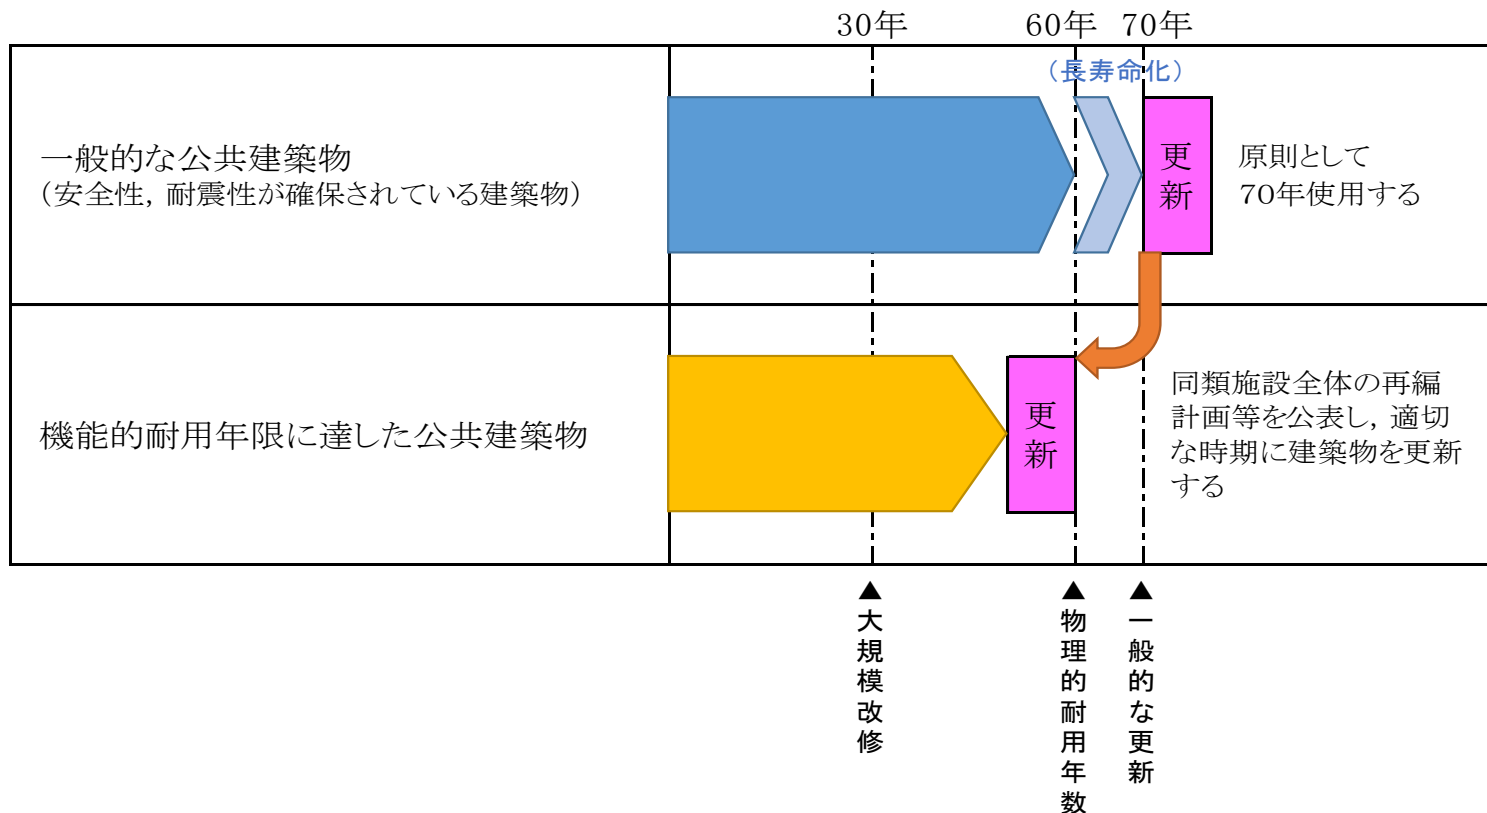 30年
60年
70年
（長寿命化）
一般的な公共建築物
（安全性，耐震性が確保されている建築物）
更新
原則として
70年使用する
機能的耐用年限に達した公共建築物
更新
同類施設全体の再編
計画等を公表し，適切
な時期に建築物を更新
する
▲大規模改修
▲物理的耐用年数
▲一般的な更新